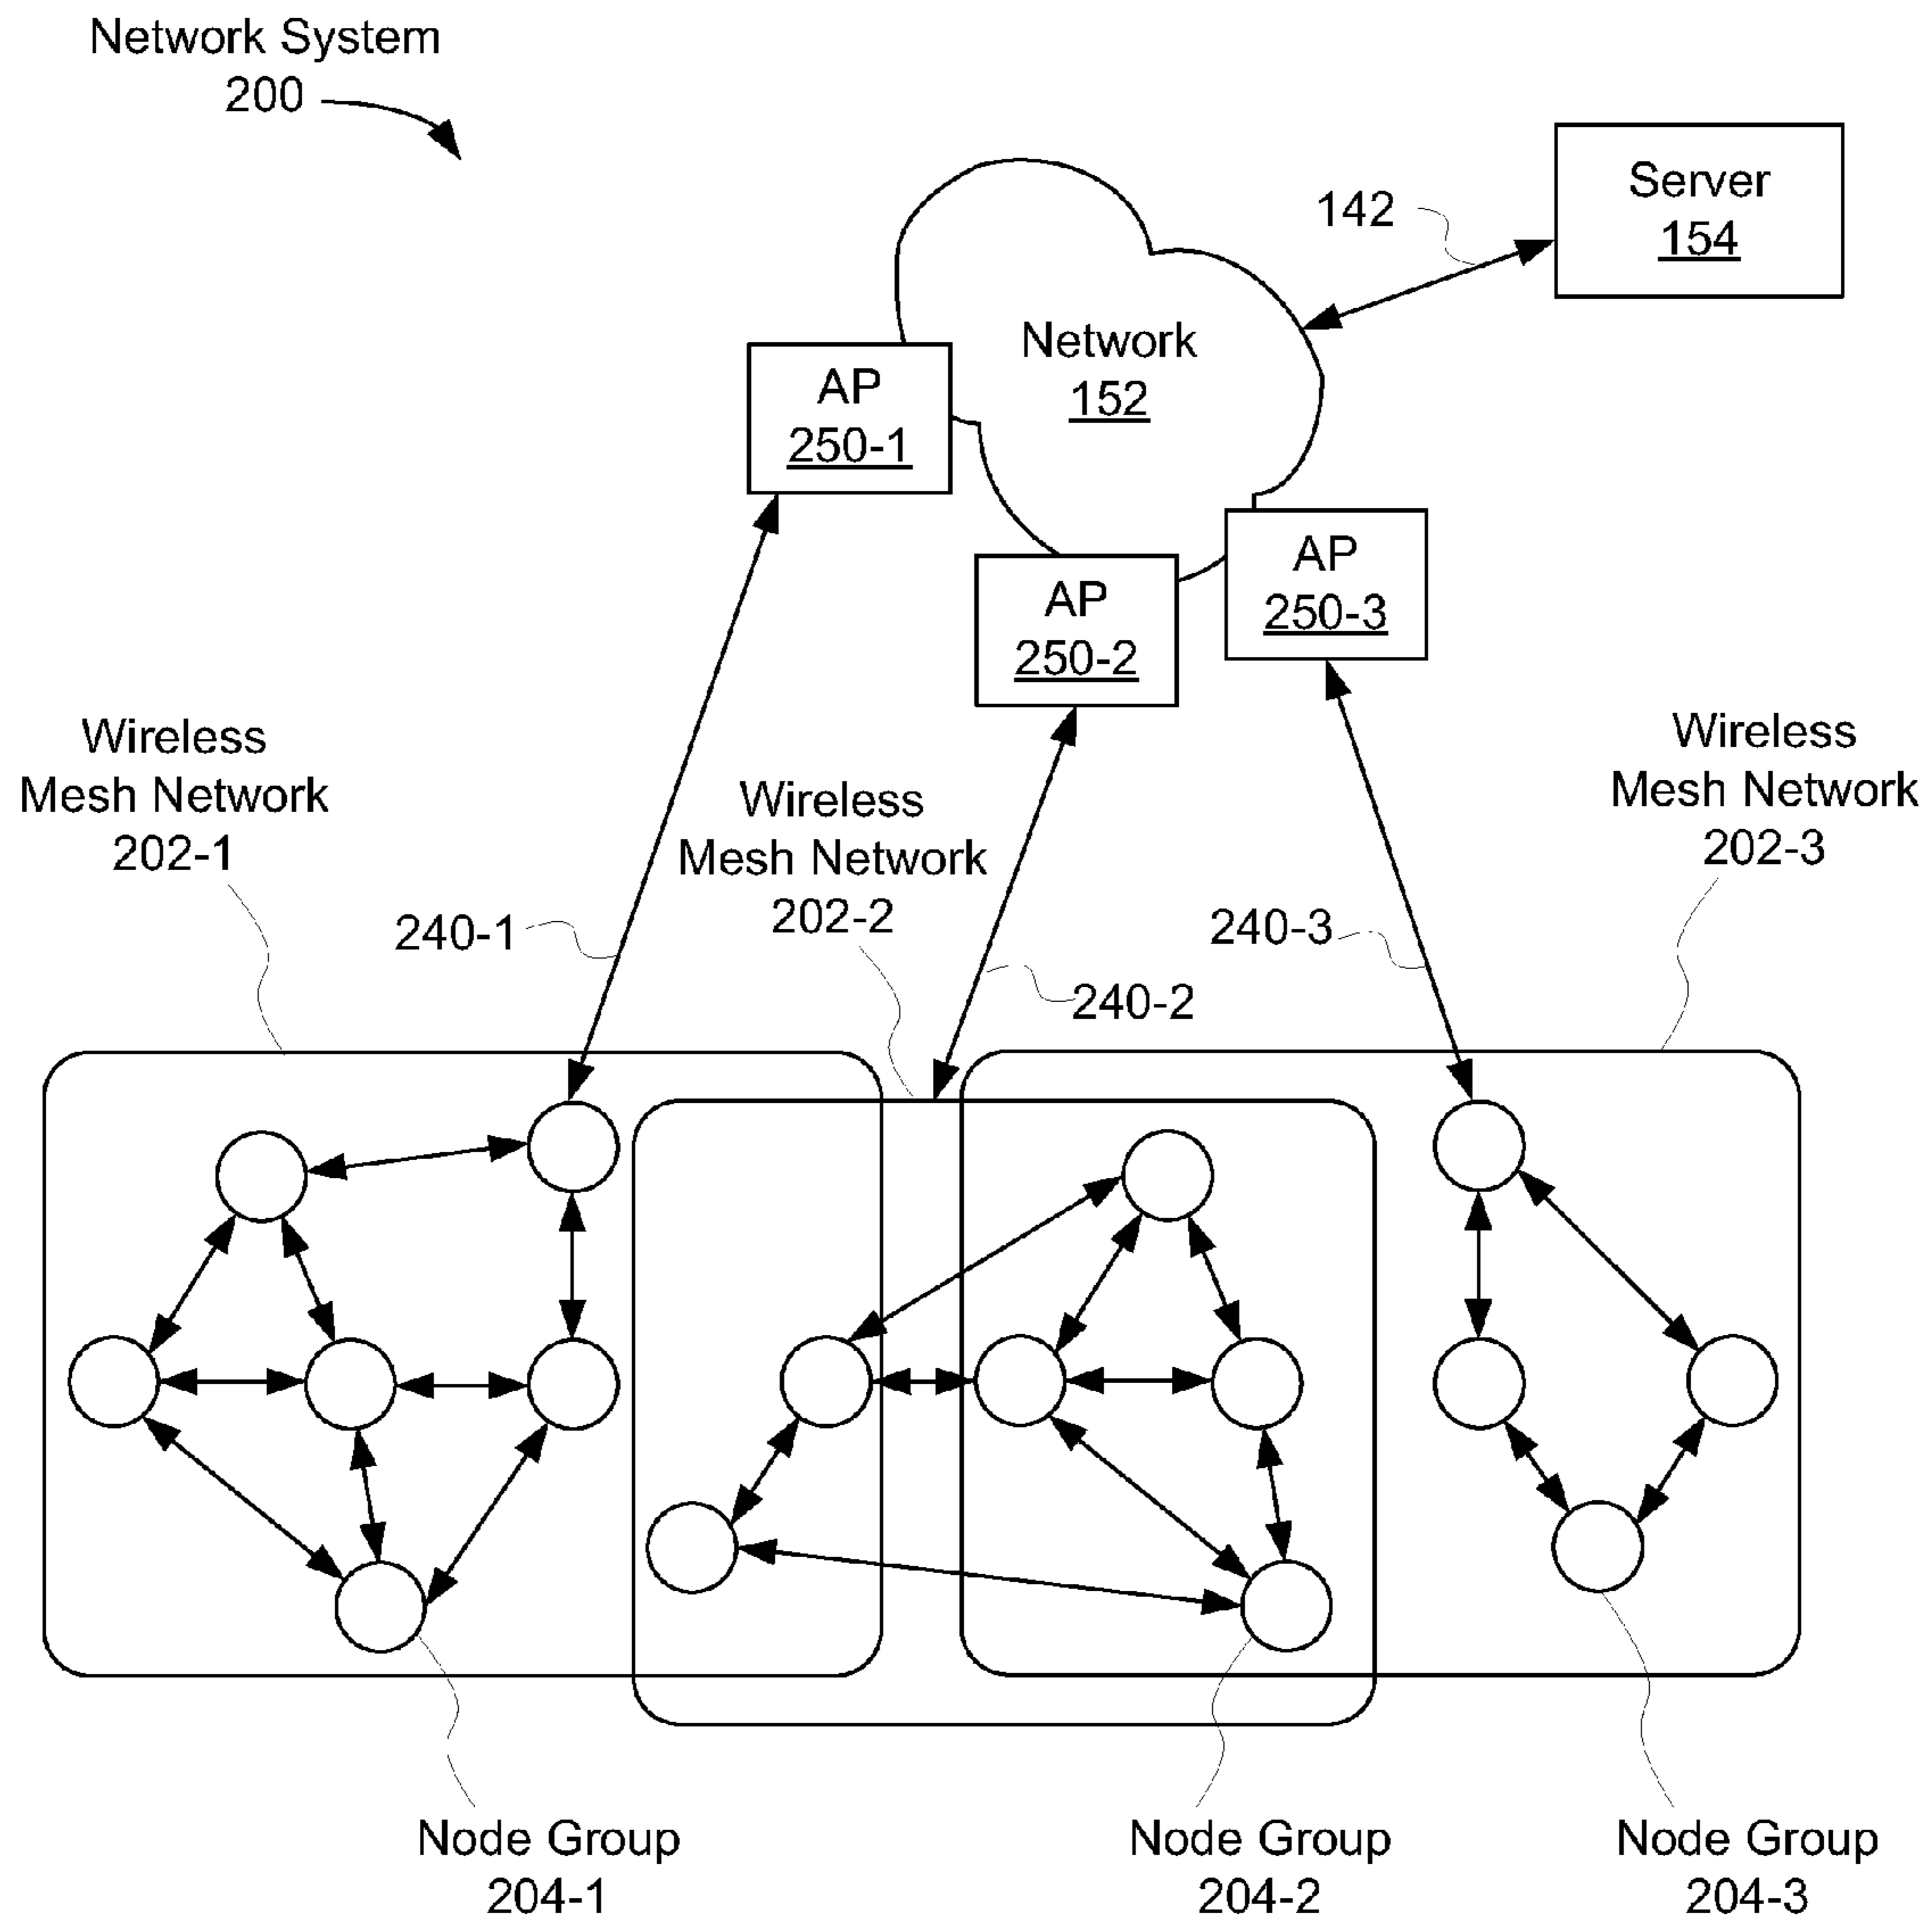 Network System
200
Server
154
142
Network
152
AP
250-1
AP
250-2
AP
250-3
Wireless
Mesh Network
202-1
Wireless
Mesh Network
202-2
Wireless
Mesh Network
202-3
240-1
240-2
240-3
Node Group
204-1
Node Group
204-2
Node Group
204-3